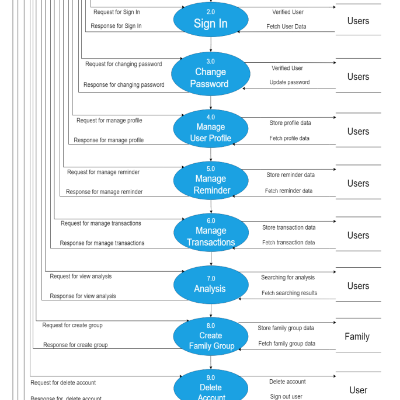 Request for Sign In
2.0
Sign In
Verified User
Users
Response for Sign In
Fetch User Data
Request for changing password
3.0
Change
Password
Verified User
Users
Response for changing password
Update password
Request for manage profile
4.0
Manage
User Profile
Store profile data
Users
Response for manage profile
Fetch profile data
Request for manage reminder
5.0
Manage
Reminder
Store reminder data
Users
Response for manage reminder
Fetch reminder data
Request for manage transactions
6.0
Manage
Transactions
Store transaction data
Users
Response for manage transactions
Fetch transaction data
Request for view analysis
7.0
Analysis
Searching for analysis
Users
Response for view analysis
Fetch searching results
Request for create group
8.0
Create
Family Group
Store family group data
Family
Response for create group
Fetch family group data
Request for delete account
9.0
Delete
Account
Delete account
User
Response for delete account
Sign out user